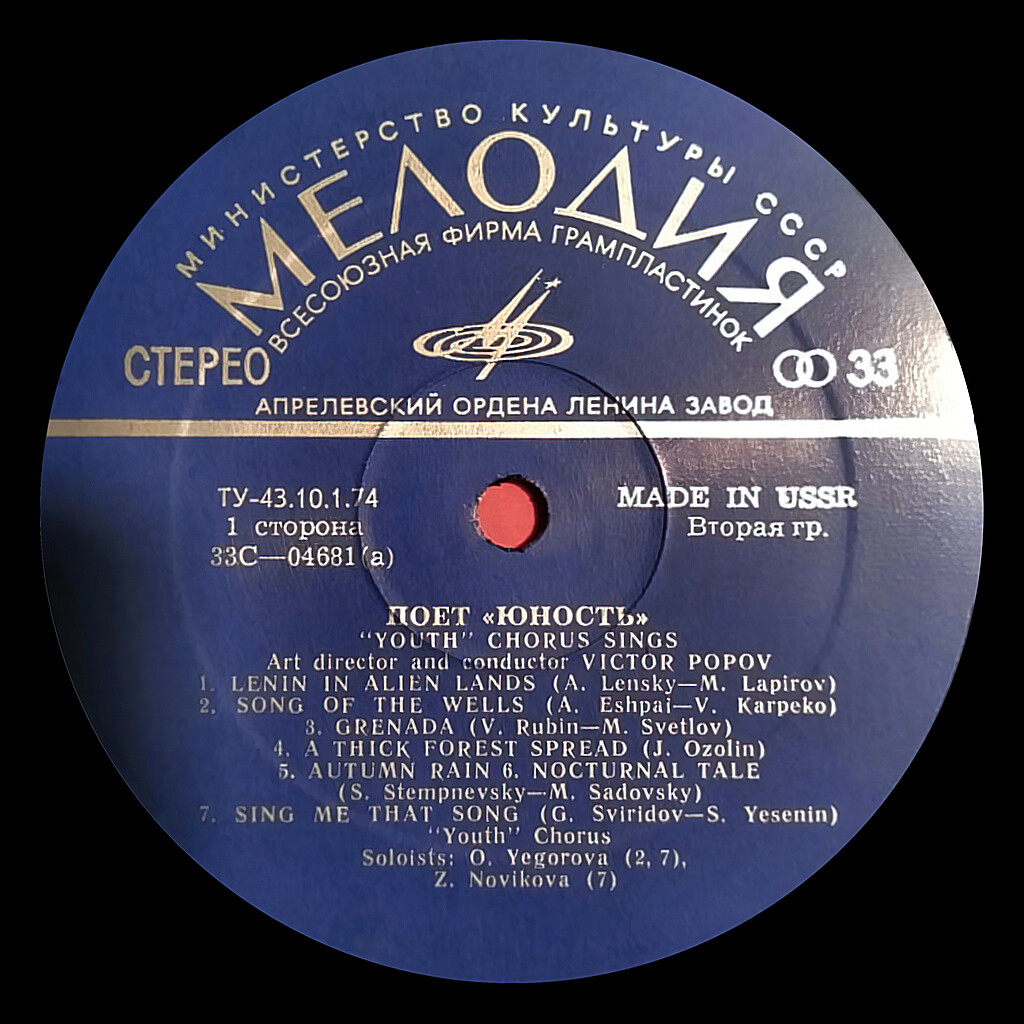 МИНИСТЕРСТВО КУЛЬТУРЫ СССР
МЕЛОДИЯ
ВСЕСОЮЗНАЯ ФИРМА ГРАМПЛАСТИНОК
СТЕРЕО
33
АПРЕЛЕВСКИЙ ОРДЕНА ЛЕНИНА ЗАВОД
ТУ-43.10.1.74
1 сторона
33С—04681(а)
MADE IN USSR
Вторая гр.
ПОЕТ «ЮНОСТЬ»
"YOUTH" CHORUS SINGS
Art director and conductor VICTOR POPOV
1. LENIN IN ALIEN LANDS (A. Lensky—M. Lapirov)
2. SONG OF THE WELLS (A. Eshpai—V. Karpeko)
3. GRENADA (V. Rubin—M. Svetlov)
4. A THICK FOREST SPREAD (J. Ozolin)
5. AUTUMN RAIN 6. NOCTURNAL TALE
(S. Stempnevsky—M. Sadovsky)
7. SING ME THAT SONG (G. Sviridov—S. Yesenin)
"Youth" Chorus
Soloists: O. Yegorova (2, 7),
Z. Novikova (7)